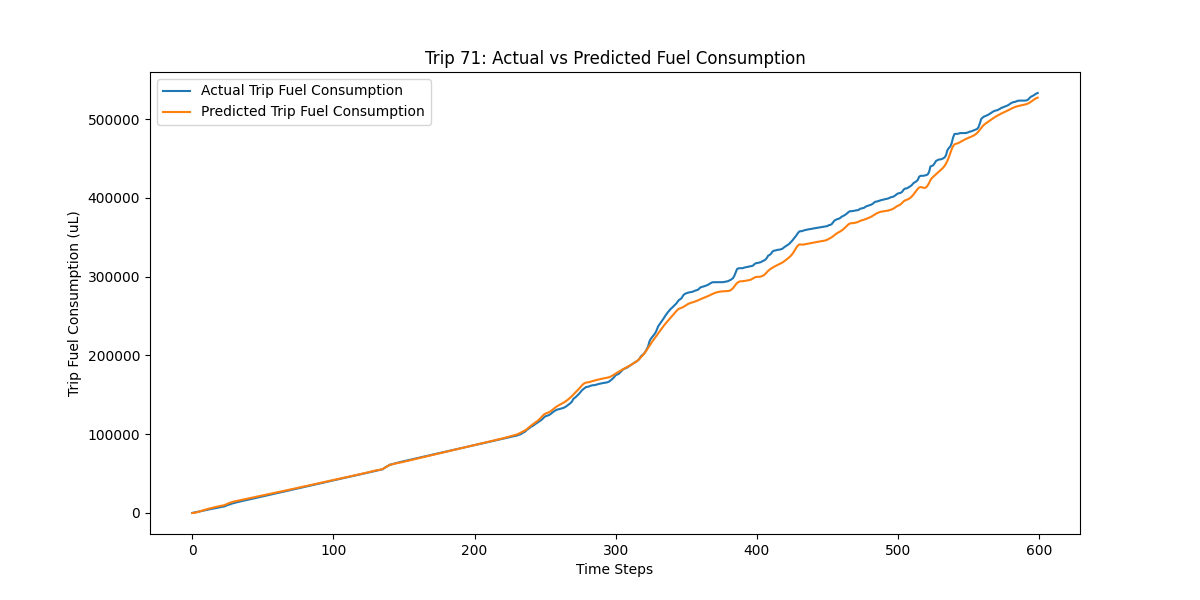 Trip 71: Actual vs Predicted Fuel Consumption
Actual Trip Fuel Consumption
Predicted Trip Fuel Consumption
Trip Fuel Consumption (uL)
500000
400000
300000
200000
100000
0
0 100 200 300 400 500 600
Time Steps